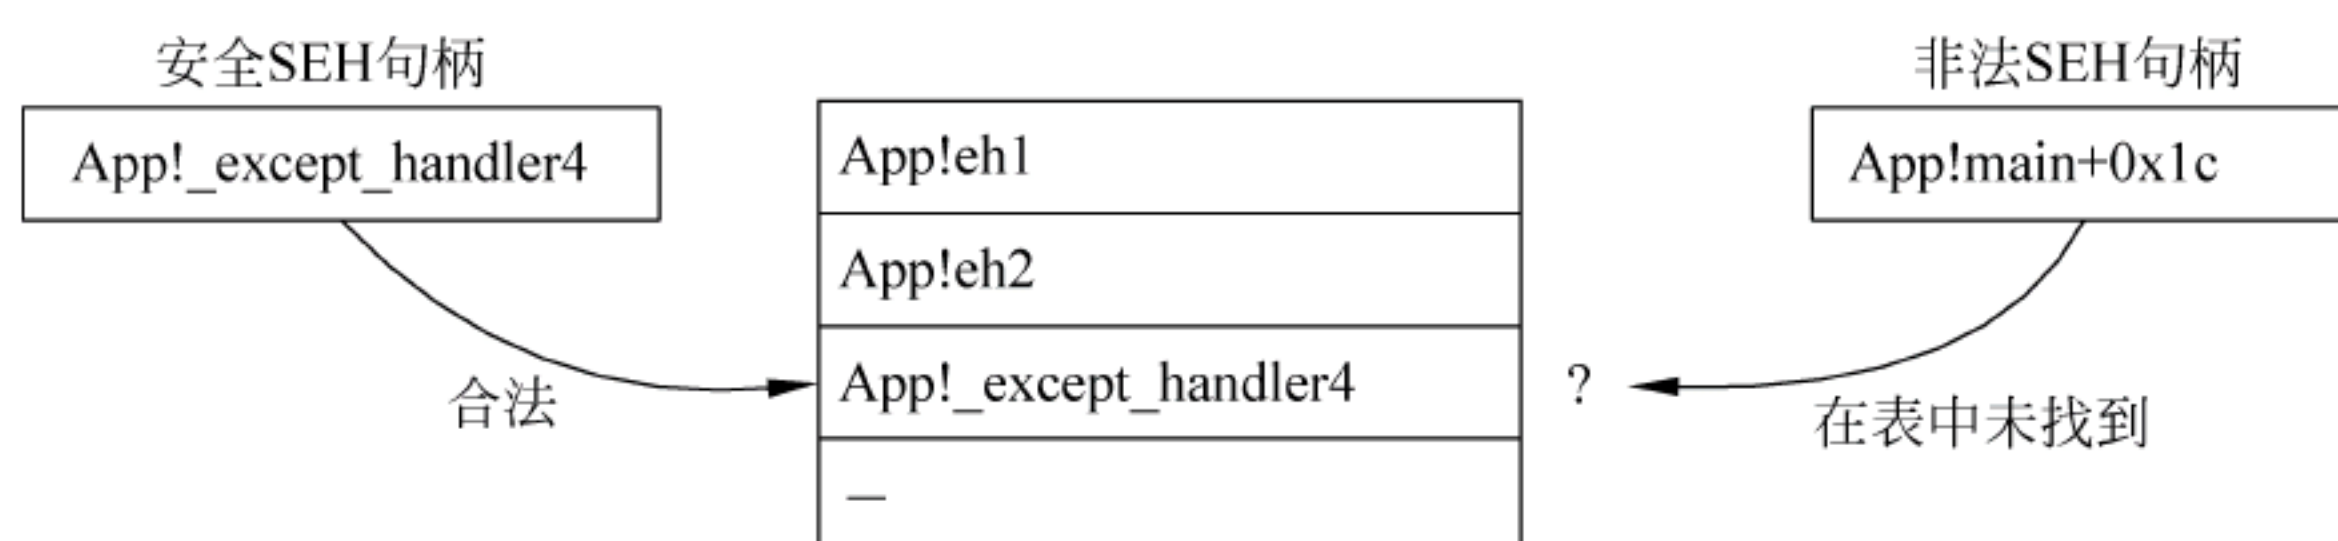 安全SEH句柄
App!_except_handler4
合法
App!eh1
App!eh2
App!_except_handler4
—
?
非法SEH句柄
App!main+0x1c
在表中未找到